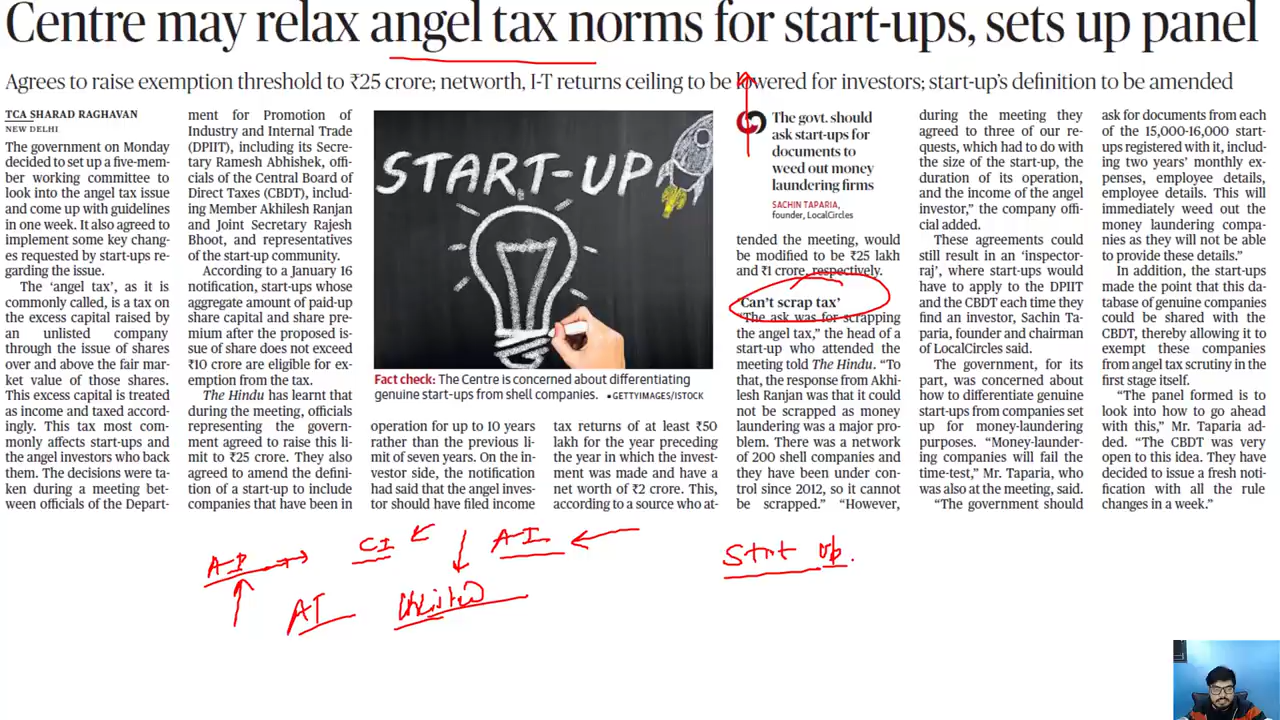 Centre may relax angel tax norms for start-ups, sets up panel
Agrees to raise exemption threshold to ₹25 crore; networth, I-T returns ceiling to be lowered for investors; start-up's definition to be amended
TCA SHARAD RAGHAVAN
NEW DELHI
The government on Monday
decided to set up a five-mem-
ber working committee to
look into the angel tax issue
and come up with guidelines
in one week. It also agreed to
implement some key chang-
es requested by start-ups re-
garding the issue.
The 'angel tax', as it is
commonly called, is a tax on
the excess capital raised by
an unlisted company
through the issue of shares
over and above the fair mar-
ket value of those shares.
This excess capital is treated
as income and taxed accord-
ingly. This tax most com-
monly affects start-ups and
the angel investors who back
them. The decisions were ta-
ken during a meeting bet-
ween officials of the Depart-
ment for Promotion of
Industry and Internal Trade
(DPIIT), including its Secre-
tary Ramesh Abhishek, offi-
cials of the Central Board of
Direct Taxes (CBDT), includ-
ing Member Akhilesh Ranjan
and Joint Secretary Rajesh
Bhoot, and representatives
of the start-up community.
According to a January 16
notification, start-ups whose
aggregate amount of paid-up
share capital and share pre-
mium after the proposed is-
sue of share does not exceed
₹10 crore are eligible for ex-
emption from the tax.
The Hindu has learnt that
during the meeting, officials
representing the govern-
ment agreed to raise this li-
mit to ₹25 crore. They also
agreed to amend the defini-
tion of a start-up to include
companies that have been in
START-UP
Fact check: The Centre is concerned about differentiating
genuine start-ups from shell companies. •GETTYIMAGES/ISTOCK
operation for up to 10 years
rather than the previous li-
mit of seven years. On the in-
vestor side, the notification
had said that the angel inves-
tor should have filed income
tax returns of at least ₹50
lakh for the year preceding
the year in which the invest-
ment was made and have a
net worth of ₹2 crore. This,
according to a source who at-
The govt. should
ask start-ups for
documents to
weed out money
laundering firms
SACHIN TAPARIA,
founder, LocalCircles
tended the meeting, would
be modified to be ₹25 lakh
and ₹1 crore, respectively.
'Can't scrap tax'
"The ask was for scrapping
the angel tax," the head of a
start-up who attended the
meeting told The Hindu. "To
that, the response from Akhi-
lesh Ranjan was that it could
not be scrapped as money
laundering was a major pro-
blem. There was a network
of 200 shell companies and
they have been under con-
trol since 2012, so it cannot
be scrapped." "However,
during the meeting they
agreed to three of our re-
quests, which had to do with
the size of the start-up, the
duration of its operation,
and the income of the angel
investor," the company offi-
cial added.
These agreements could
still result in an 'inspector-
raj', where start-ups would
have to apply to the DPIIT
and the CBDT each time they
find an investor, Sachin Ta-
paria, founder and chairman
of LocalCircles said.
The government, for its
part, was concerned about
how to differentiate genuine
start-ups from companies set
up for money-laundering
purposes. "Money-launder-
ing companies will fail the
time-test," Mr. Taparia, who
was also at the meeting, said.
"The government should
ask for documents from each
of the 15,000-16,000 start-
ups registered with it, includ-
ing two years' monthly ex-
penses, employee details,
employee details. This will
immediately weed out the
money laundering compa-
nies as they will not be able
to provide these details."
In addition, the start-ups
made the point that this da-
tabase of genuine companies
could be shared with the
CBDT, thereby allowing it to
exempt these companies
from angel tax scrutiny in the
first stage itself.
"The panel formed is to
look into how to go ahead
with this," Mr. Taparia ad-
ded. "The CBDT was very
open to this idea. They have
decided to issue a fresh noti-
fication with all the rule
changes in a week."
CI A.I.
AI Unlisted
Start up.